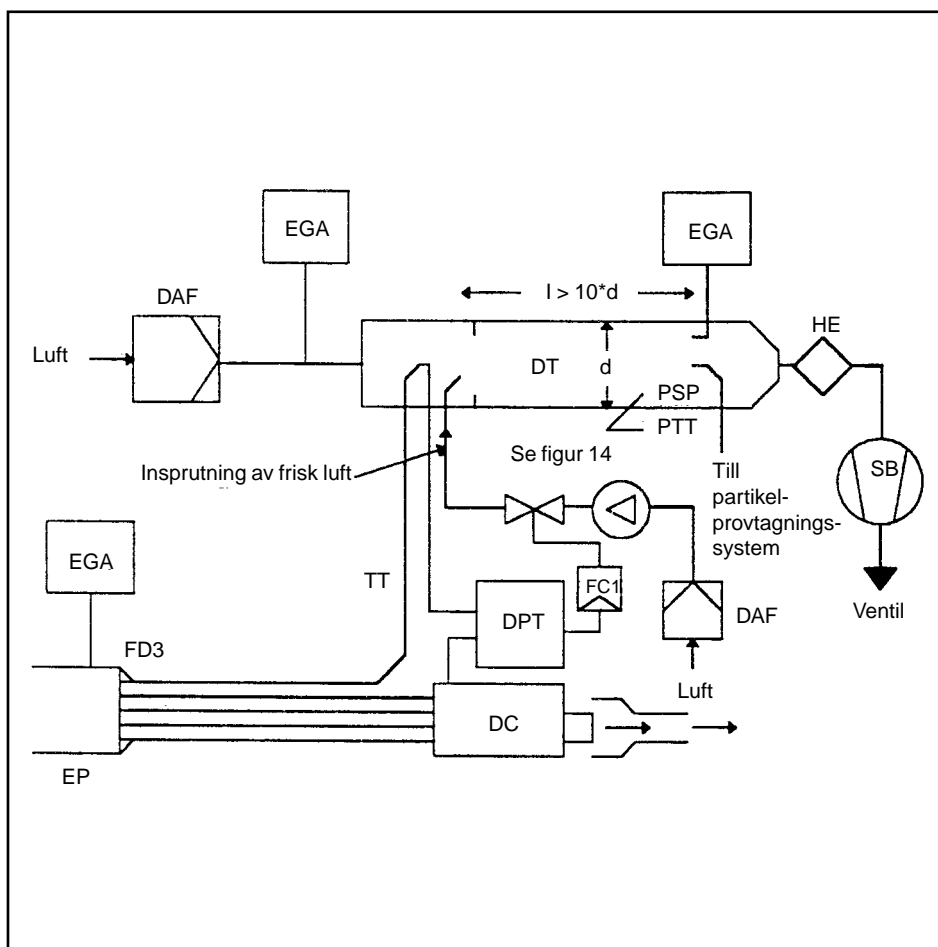 EGA
EGA
DAF
l > 10*d
HE
Luft
DT
d
PSP
PTT
Se figur 14
Insprutning av frisk luft
Till
partikel-
provtagnings-
system
SB
EGA
TT
FC1
DPT
DAF
Ventil
FD3
Luft
DC
EP